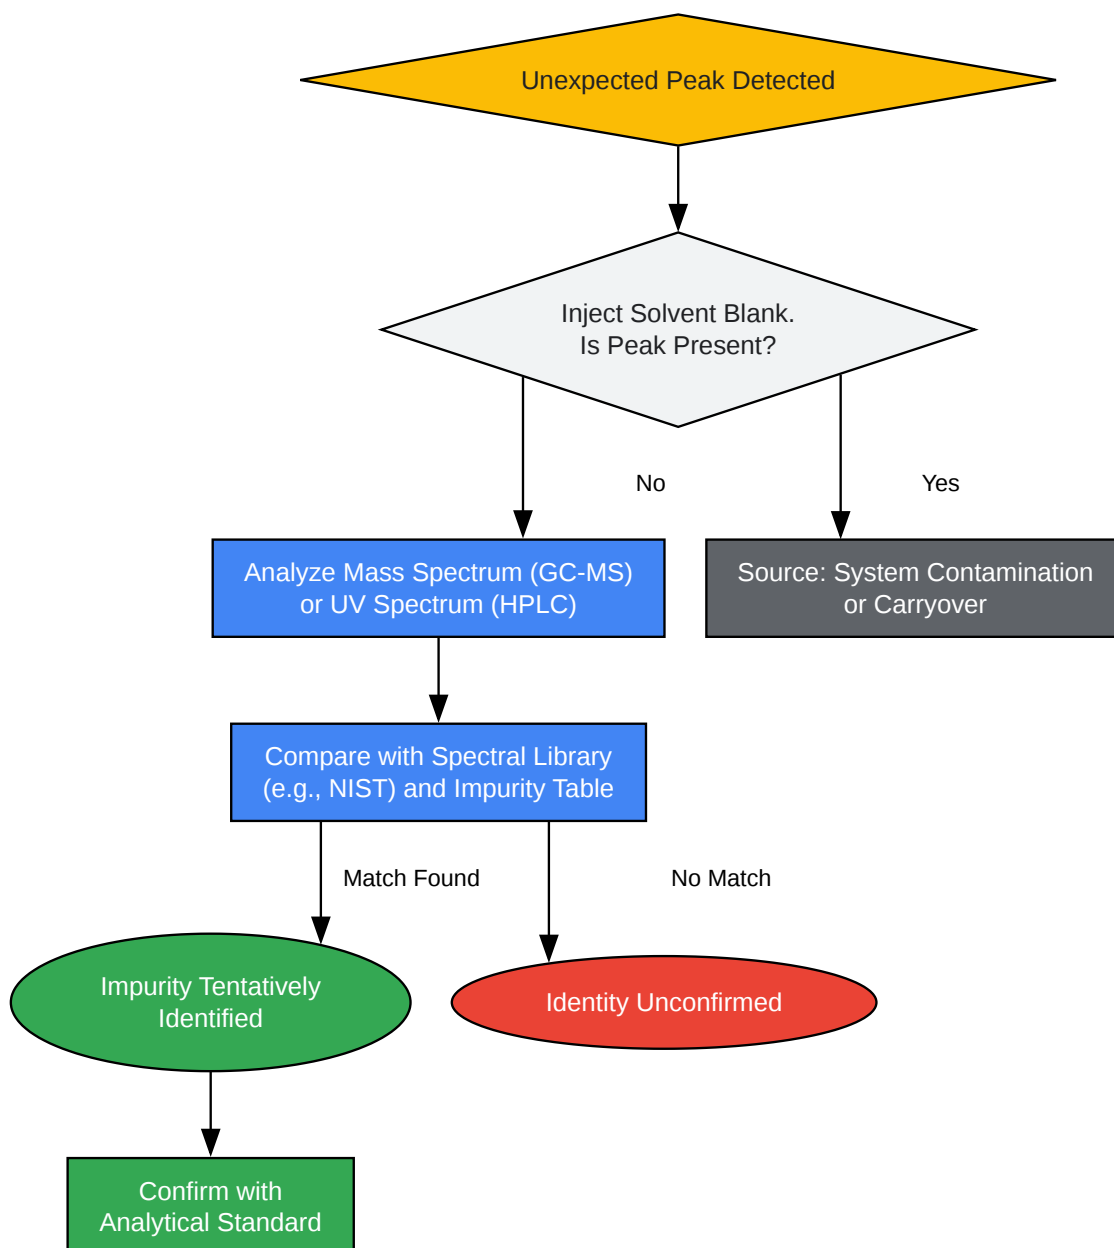 Unexpected Peak Detected
Inject Solvent Blank.
Is Peak Present?
No
Yes
Analyze Mass Spectrum (GC-MS)
or UV Spectrum (HPLC)
Source: System Contamination
or Carryover
Compare with Spectral Library
(e.g., NIST) and Impurity Table
Match Found
No Match
Impurity Tentatively
Identified
Identity Unconfirmed
Confirm with
Analytical Standard